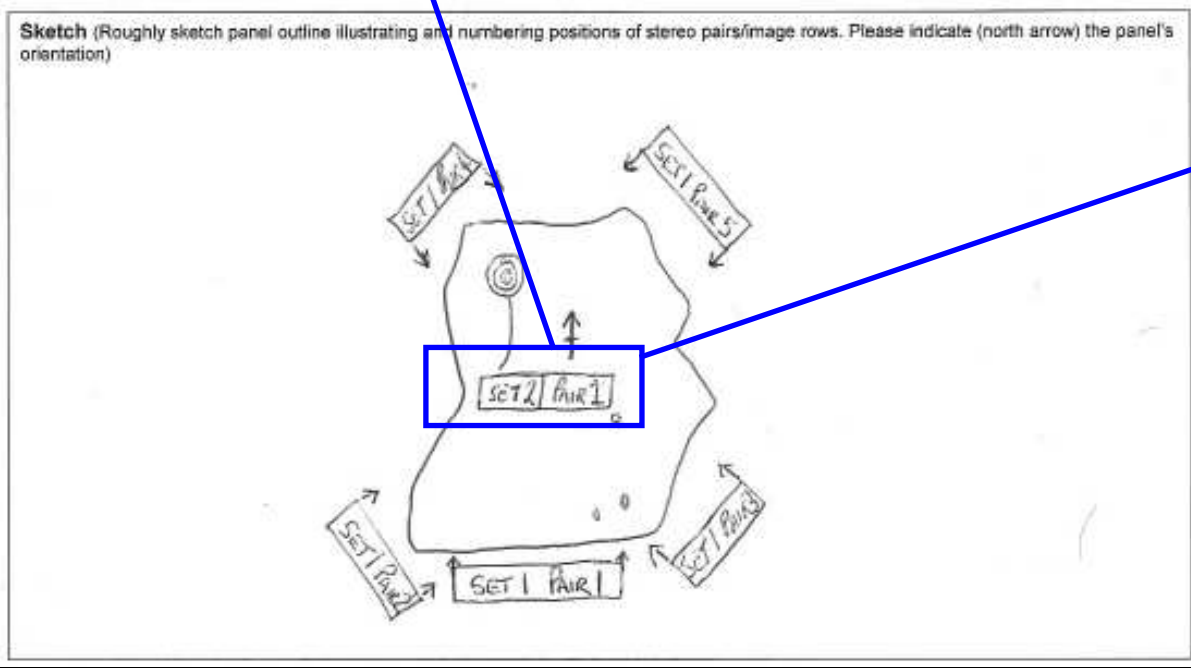 Sketch (Roughly sketch panel outline illustrating and numbering positions of stereo pairs/image rows. Please indicate (north arrow) the panel's
orientation)
SET 1 PAIR 4
SET 1 PAIR 5
SET 2 PAIR 1
SET 1 PAIR 2
SET 1 PAIR 3
SET 1 PAIR 1